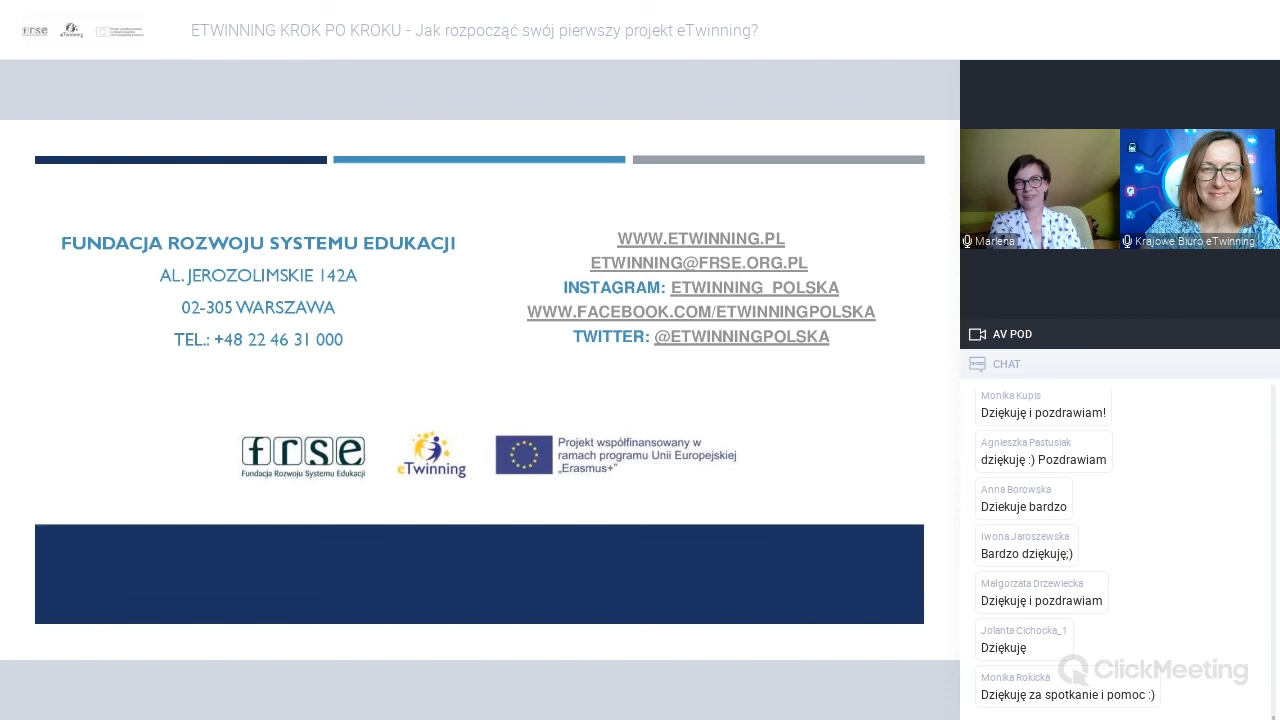 frse
eTwinning
ETWINNING KROK PO KROKU - Jak rozpocząć swój pierwszy projekt eTwinning?
FUNDACJA ROZWOJU SYSTEMU EDUKACJI
AL. JEROZOLIMSKIE 142A
02-305 WARSZAWA
TEL.: +48 22 46 31 000
WWW.ETWINNING.PL
ETWINNING@FRSE.ORG.PL
INSTAGRAM: ETWINNING_POLSKA
WWW.FACEBOOK.COM/ETWINNINGPOLSKA
TWITTER: @ETWINNINGPOLSKA
frse
Fundacja Rozwoju Systemu Edukacji
eTwinning
Projekt współfinansowany w
ramach programu Unii Europejskiej
„Erasmus+”
Marlena
Krajowe Biuro eTwinning
AV POD
CHAT
Monika Kupis
Dziękuję i pozdrawiam!
Agnieszka Pastusiak
dziękuję :) Pozdrawiam
Anna Borowska
Dziekuje bardzo
Iwona Jaroszewska
Bardzo dziękuję;)
Małgorzata Drzewiecka
Dziękuję i pozdrawiam
Jolanta Cichocka_1
Dziękuję
ClickMeeting
Monika Rokicka
Dziękuję za spotkanie i pomoc :)